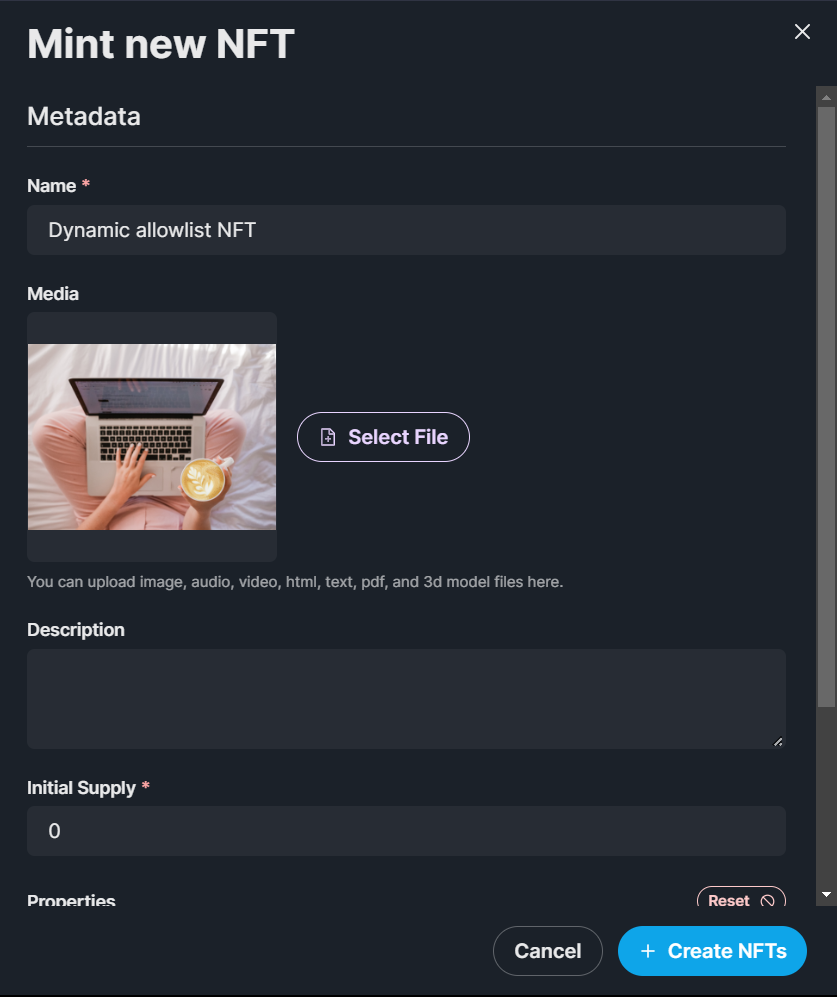 Mint new NFT
Metadata
Name *
Dynamic allowlist NFT
Media
Select File
You can upload image, audio, video, html, text, pdf, and 3d model files here.
Description
Initial Supply *
0
Properties
Reset
Cancel
+ Create NFTs